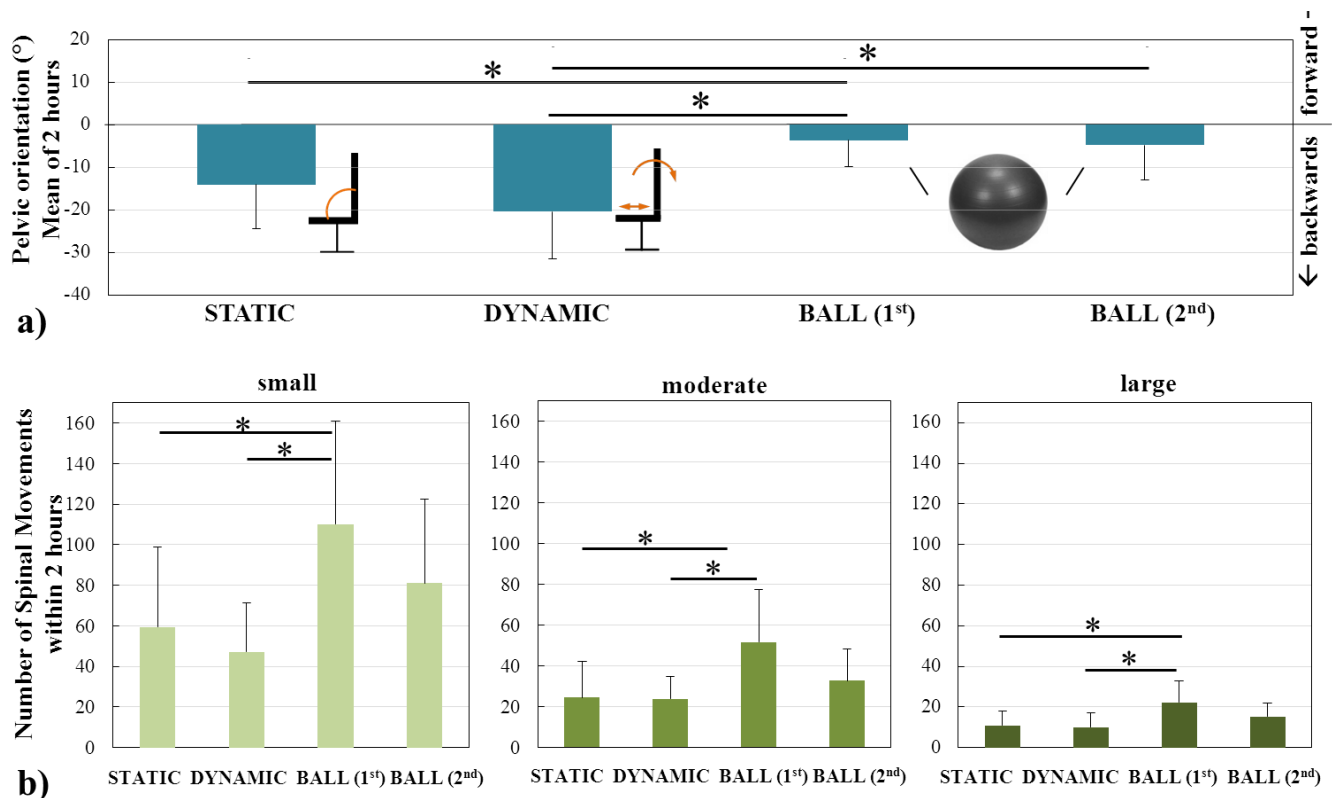 Pelvic orientation (°)
Mean of 2 hours
20
10
0
-10
-20
-30
-40
*
*
*
forward -
← backwards
a)
STATIC
DYNAMIC
BALL (1st)
BALL (2nd)
small
moderate
large
Number of Spinal Movements
within 2 hours
160
140
120
100
80
60
40
20
0
*
*
STATIC DYNAMIC BALL (1st) BALL (2nd)
160
140
120
100
80
60
40
20
0
*
*
STATIC DYNAMIC BALL (1st) BALL (2nd)
160
140
120
100
80
60
40
20
0
*
*
STATIC DYNAMIC BALL (1st) BALL (2nd)
b)